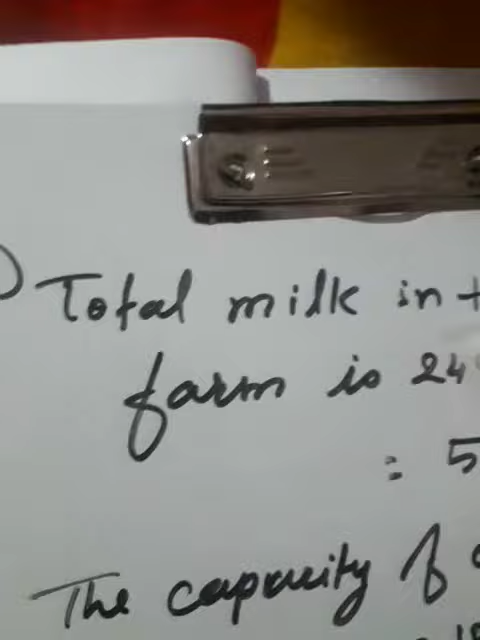 Total milk in t
farm is 24
= 5
The capacity of